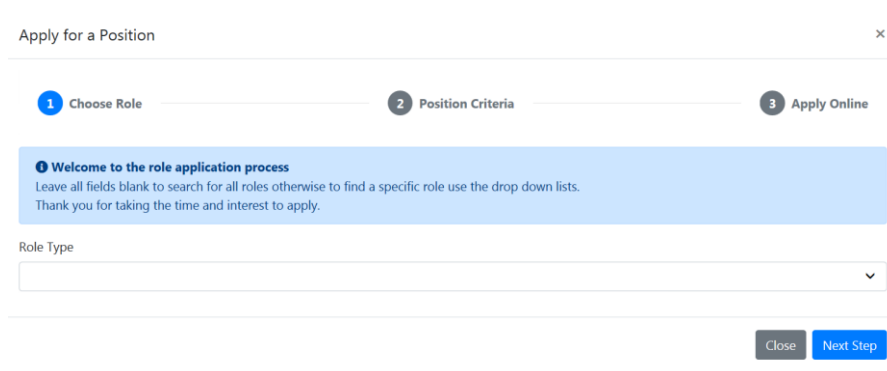 Apply for a Position
×
1 Choose Role
2 Position Criteria
3 Apply Online
Welcome to the role application process
Leave all fields blank to search for all roles otherwise to find a specific role use the drop down lists.
Thank you for taking the time and interest to apply.
Role Type
Close
Next Step